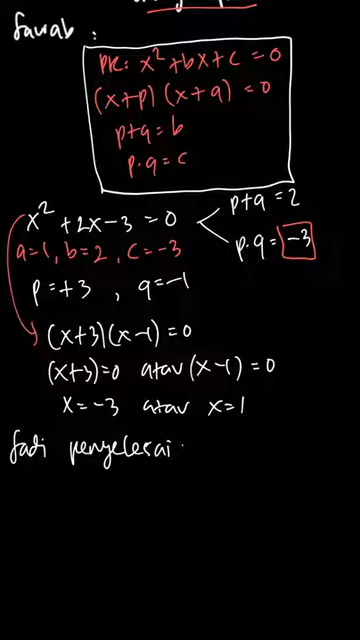 Jawab :
PK: x² + bx + c = 0
(x+p) (x+q) = 0
p+q = b
p·q = c
x² + 2x - 3 = 0
p+q = 2
p·q = -3
a=1, b=2, c=-3
p=+3 , q=-1
(x+3)(x-1)=0
(x+3)=0 atau (x-1)=0
x=-3 atau x=1
Jadi penyelesai